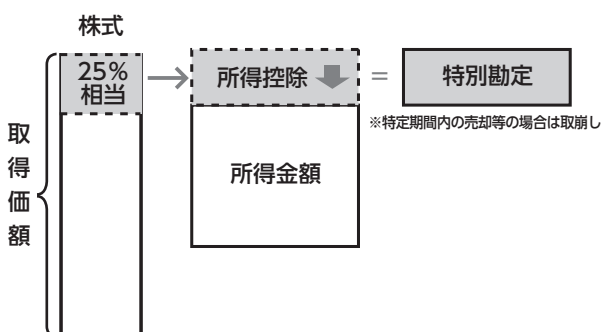 株式
25%
相当
所得控除
=
特別勘定
※特定期間内の売却等の場合は取崩し
取得価額
所得金額